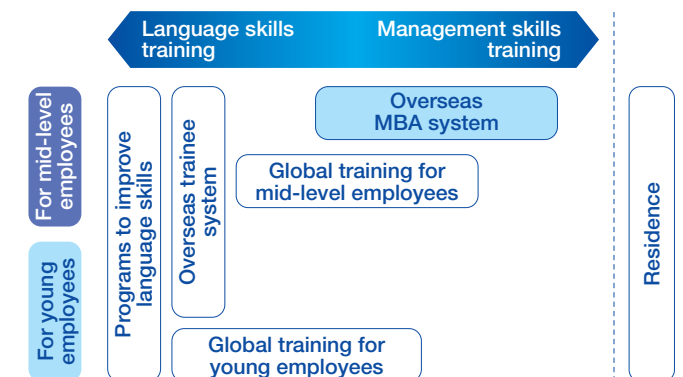 Language skills
training
Management skills
training
For mid-level
employees
For young
employees
Programs to improve
language skills
Overseas trainee
system
Overseas
MBA system
Global training for
mid-level employees
Global training for
young employees
Residence